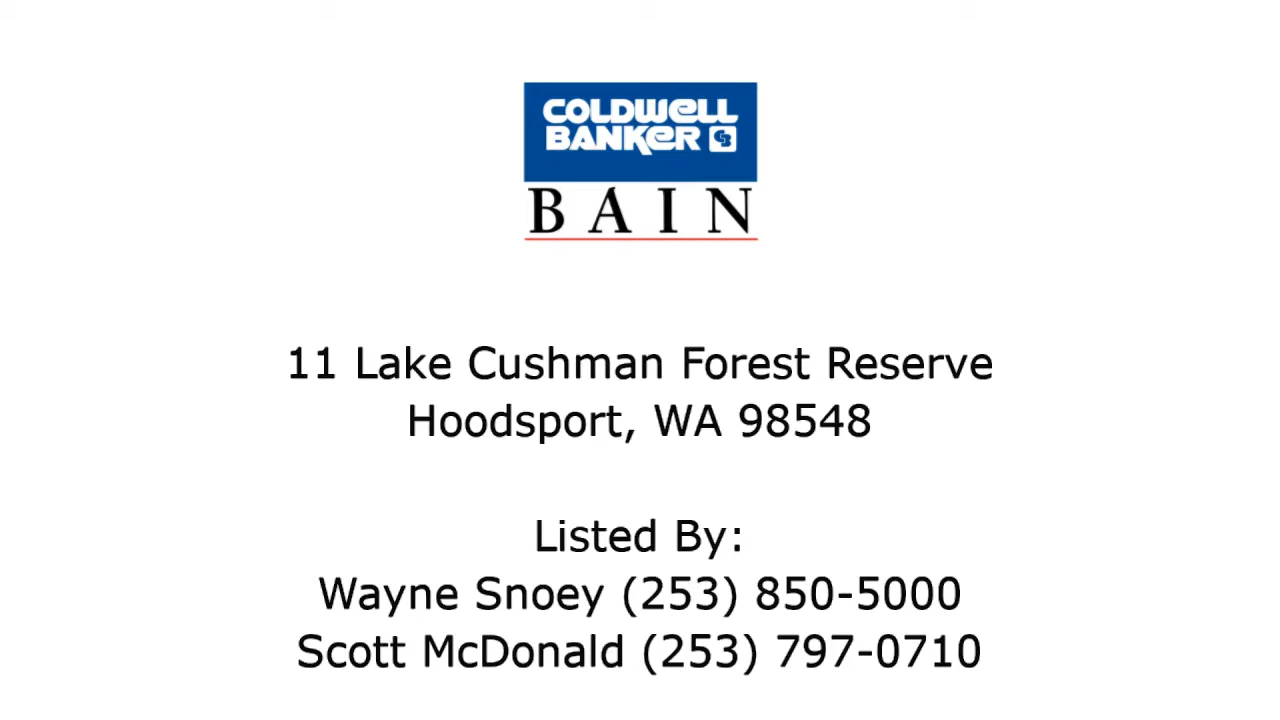 COLDWELL
BANKER CB
BAIN
11 Lake Cushman Forest Reserve
Hoodsport, WA 98548
Listed By:
Wayne Snoey (253) 850-5000
Scott McDonald (253) 797-0710